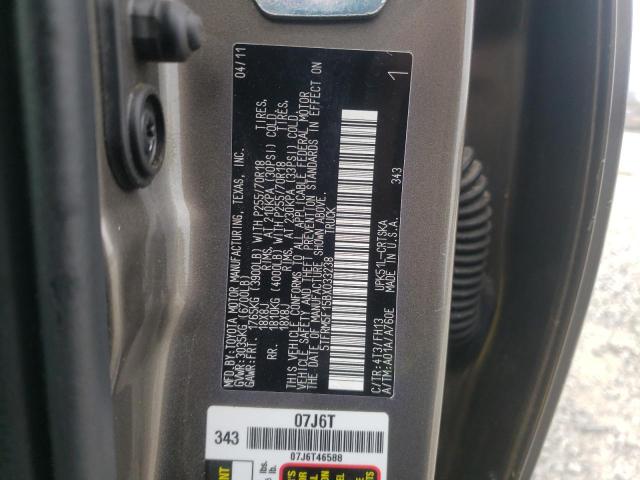 MFD. BY: TOYOTA MOTOR MANUFACTURING, TEXAS, INC. 04/11
GVWR: 3035KG (6700LB)
GAWR: FRT. 1765KG (3900LB) WITH P255/70R18 TIRES,
18X8J RIMS, AT 210KPA (30PSI) COLD
RR. 1810KG (4000LB) WITH P255/70R18 TIRES,
18X8J RIMS, AT 230KPA (33PSI) COLD,
THIS VEHICLE CONFORMS TO ALL APPLICABLE FEDERAL MOTOR
VEHICLE SAFETY AND THEFT PREVENTION STANDARDS IN EFFECT ON
THE DATE OF MANUFACTURE SHOWN ABOVE.
5TFRM5F15BX033238 TRUCK
11
343
C/TR: 4T3/FH13 UPK51L-CRTSKA
A/TM: A01A/A760E MADE IN U.S.A.
07J6T
343
07J6T46588
lbs.
lb.